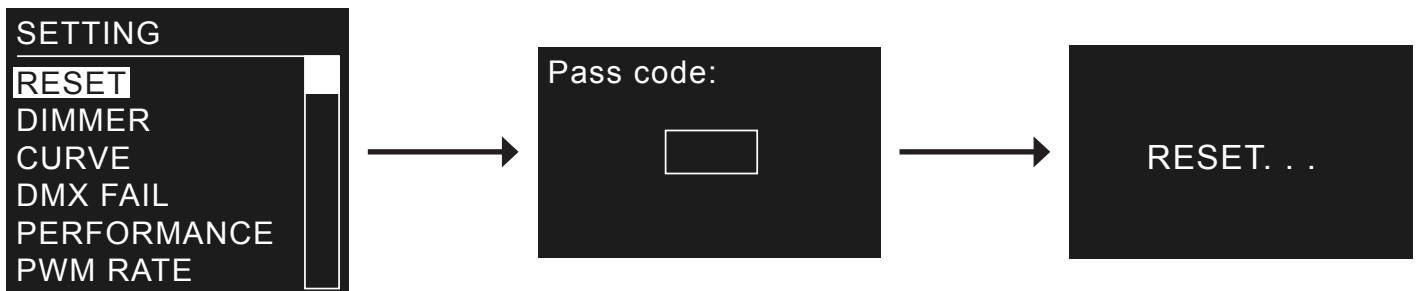 SETTING
RESET
DIMMER
CURVE
DMX FAIL
PERFORMANCE
PWM RATE
Pass code:
RESET. . .